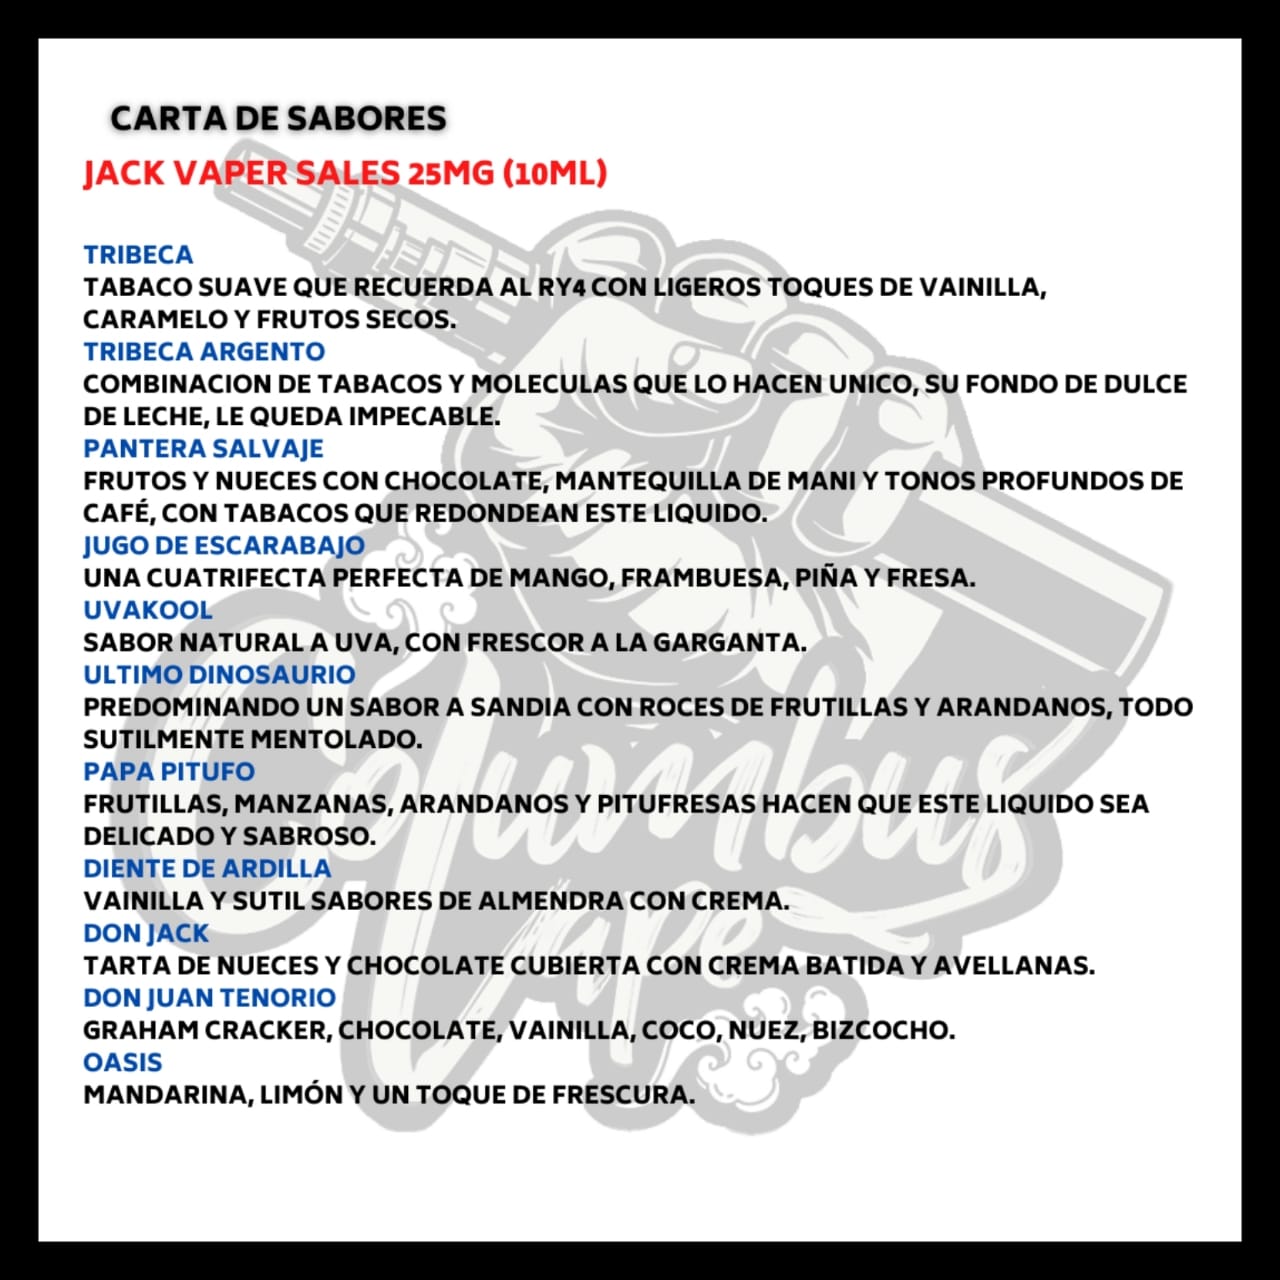 CARTA DE SABORES
JACK VAPER SALES 25MG (10ML)
TRIBECA
TABACO SUAVE QUE RECUERDA AL RY4 CON LIGEROS TOQUES DE VAINILLA,
CARAMELO Y FRUTOS SECOS.
TRIBECA ARGENTO
COMBINACION DE TABACOS Y MOLECULAS QUE LO HACEN UNICO, SU FONDO DE DULCE
DE LECHE, LE QUEDA IMPECABLE.
PANTERA SALVAJE
FRUTOS Y NUECES CON CHOCOLATE, MANTEQUILLA DE MANI Y TONOS PROFUNDOS DE
CAFÉ, CON TABACOS QUE REDONDEAN ESTE LIQUIDO.
JUGO DE ESCARABAJO
UNA CUATRIFECTA PERFECTA DE MANGO, FRAMBUESA, PIÑA Y FRESA.
UVAKOOL
SABOR NATURAL A UVA, CON FRESCOR A LA GARGANTA.
ULTIMO DINOSAURIO
PREDOMINANDO UN SABOR A SANDIA CON ROCES DE FRUTILLAS Y ARANDANOS, TODO
SUTILMENTE MENTOLADO.
PAPA PITUFO
FRUTILLAS, MANZANAS, ARANDANOS Y PITUFRESAS HACEN QUE ESTE LIQUIDO SEA
DELICADO Y SABROSO.
DIENTE DE ARDILLA
VAINILLA Y SUTIL SABORES DE ALMENDRA CON CREMA.
DON JACK
TARTA DE NUECES Y CHOCOLATE CUBIERTA CON CREMA BATIDA Y AVELLANAS.
DON JUAN TENORIO
GRAHAM CRACKER, CHOCOLATE, VAINILLA, COCO, NUEZ, BIZCOCHO.
OASIS
MANDARINA, LIMÓN Y UN TOQUE DE FRESCURA.
Columbus
Vape